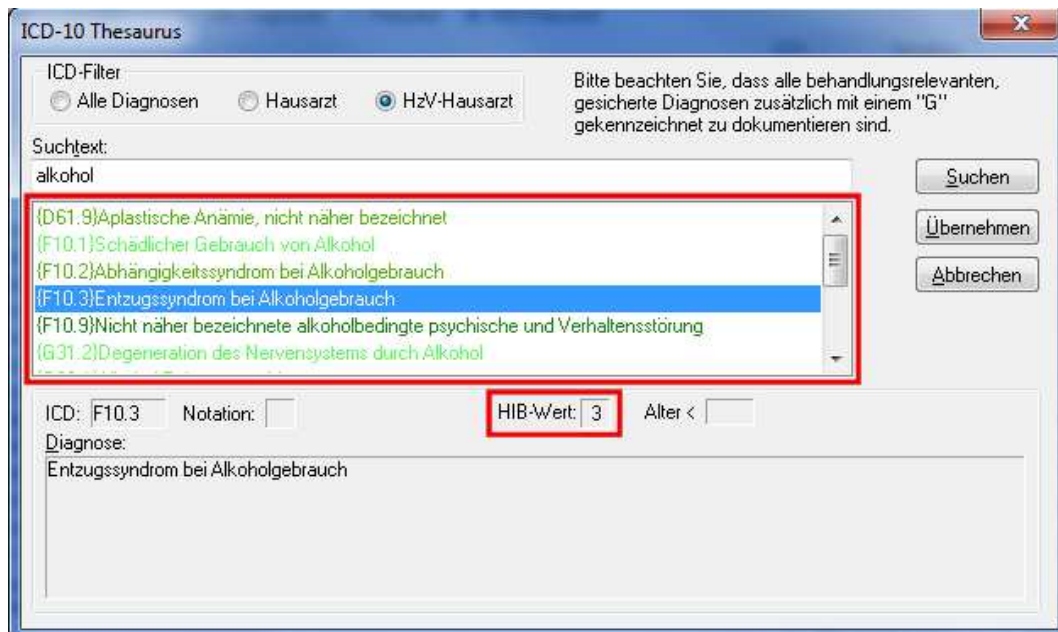 ICD-10 Thesaurus
ICD-Filter
Alle Diagnosen
Hausarzt
HzV-Hausarzt
Bitte beachten Sie, dass alle behandlungsrelevanten,
gesicherte Diagnosen zusätzlich mit einem "G"
gekennzeichnet zu dokumentieren sind.
Suchtext:
alkohol
Suchen
{D61.9}Aplastische Anämie, nicht näher bezeichnet
{F10.1}Schädlicher Gebrauch von Alkohol
{F10.2}Abhängigkeitssyndrom bei Alkoholgebrauch
{F10.3}Entzugssyndrom bei Alkoholgebrauch
{F10.9}Nicht näher bezeichnete alkoholbedingte psychische und Verhaltensstörung
{G31.2}Degeneration des Nervensystems durch Alkohol
Übernehmen
Abbrechen
ICD: F10.3 Notation: HIB-Wert: 3 Alter <
Diagnose:
Entzugssyndrom bei Alkoholgebrauch